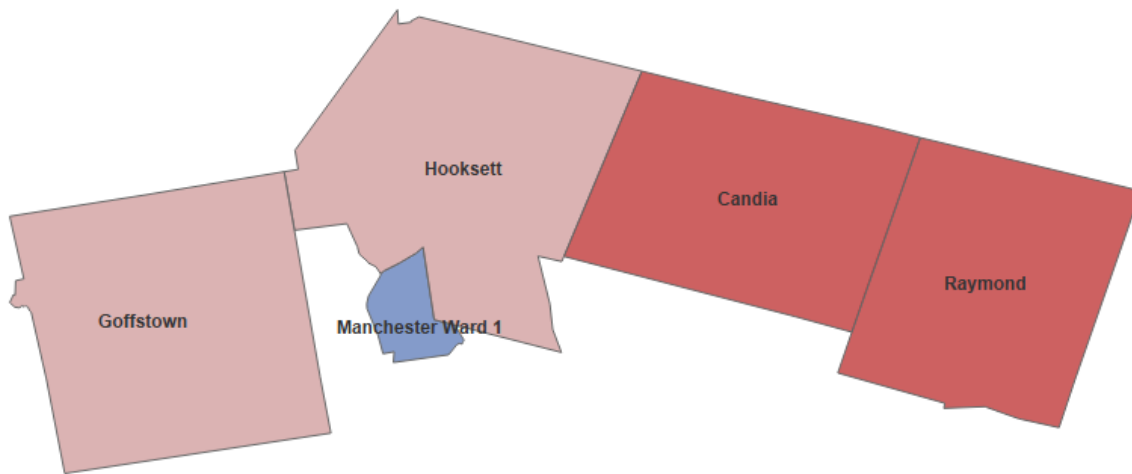 Hooksett
Candia
Raymond
Goffstown
Manchester Ward 1